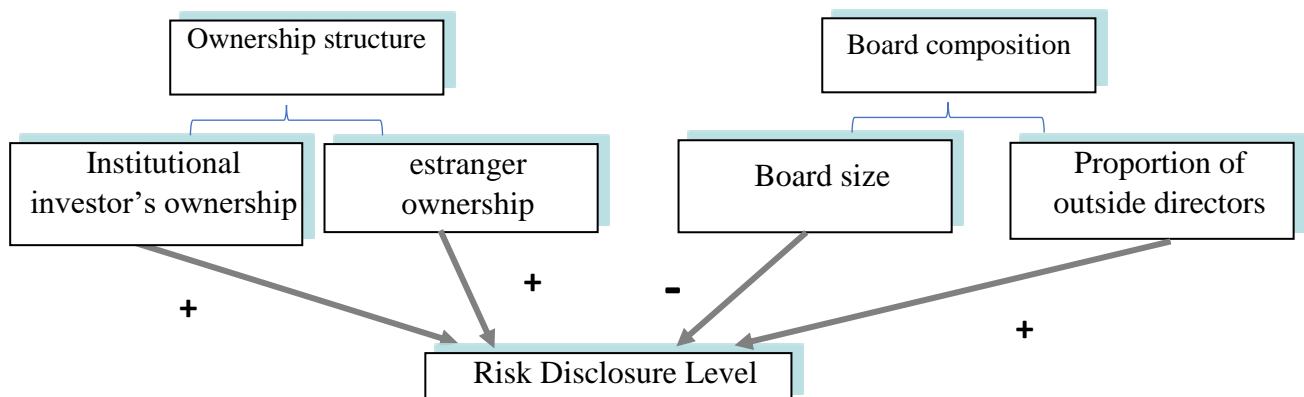 Ownership structure
Board composition
Institutional
investor’s ownership
estranger
ownership
Board size
Proportion of
outside directors
+
+
-
+
Risk Disclosure Level